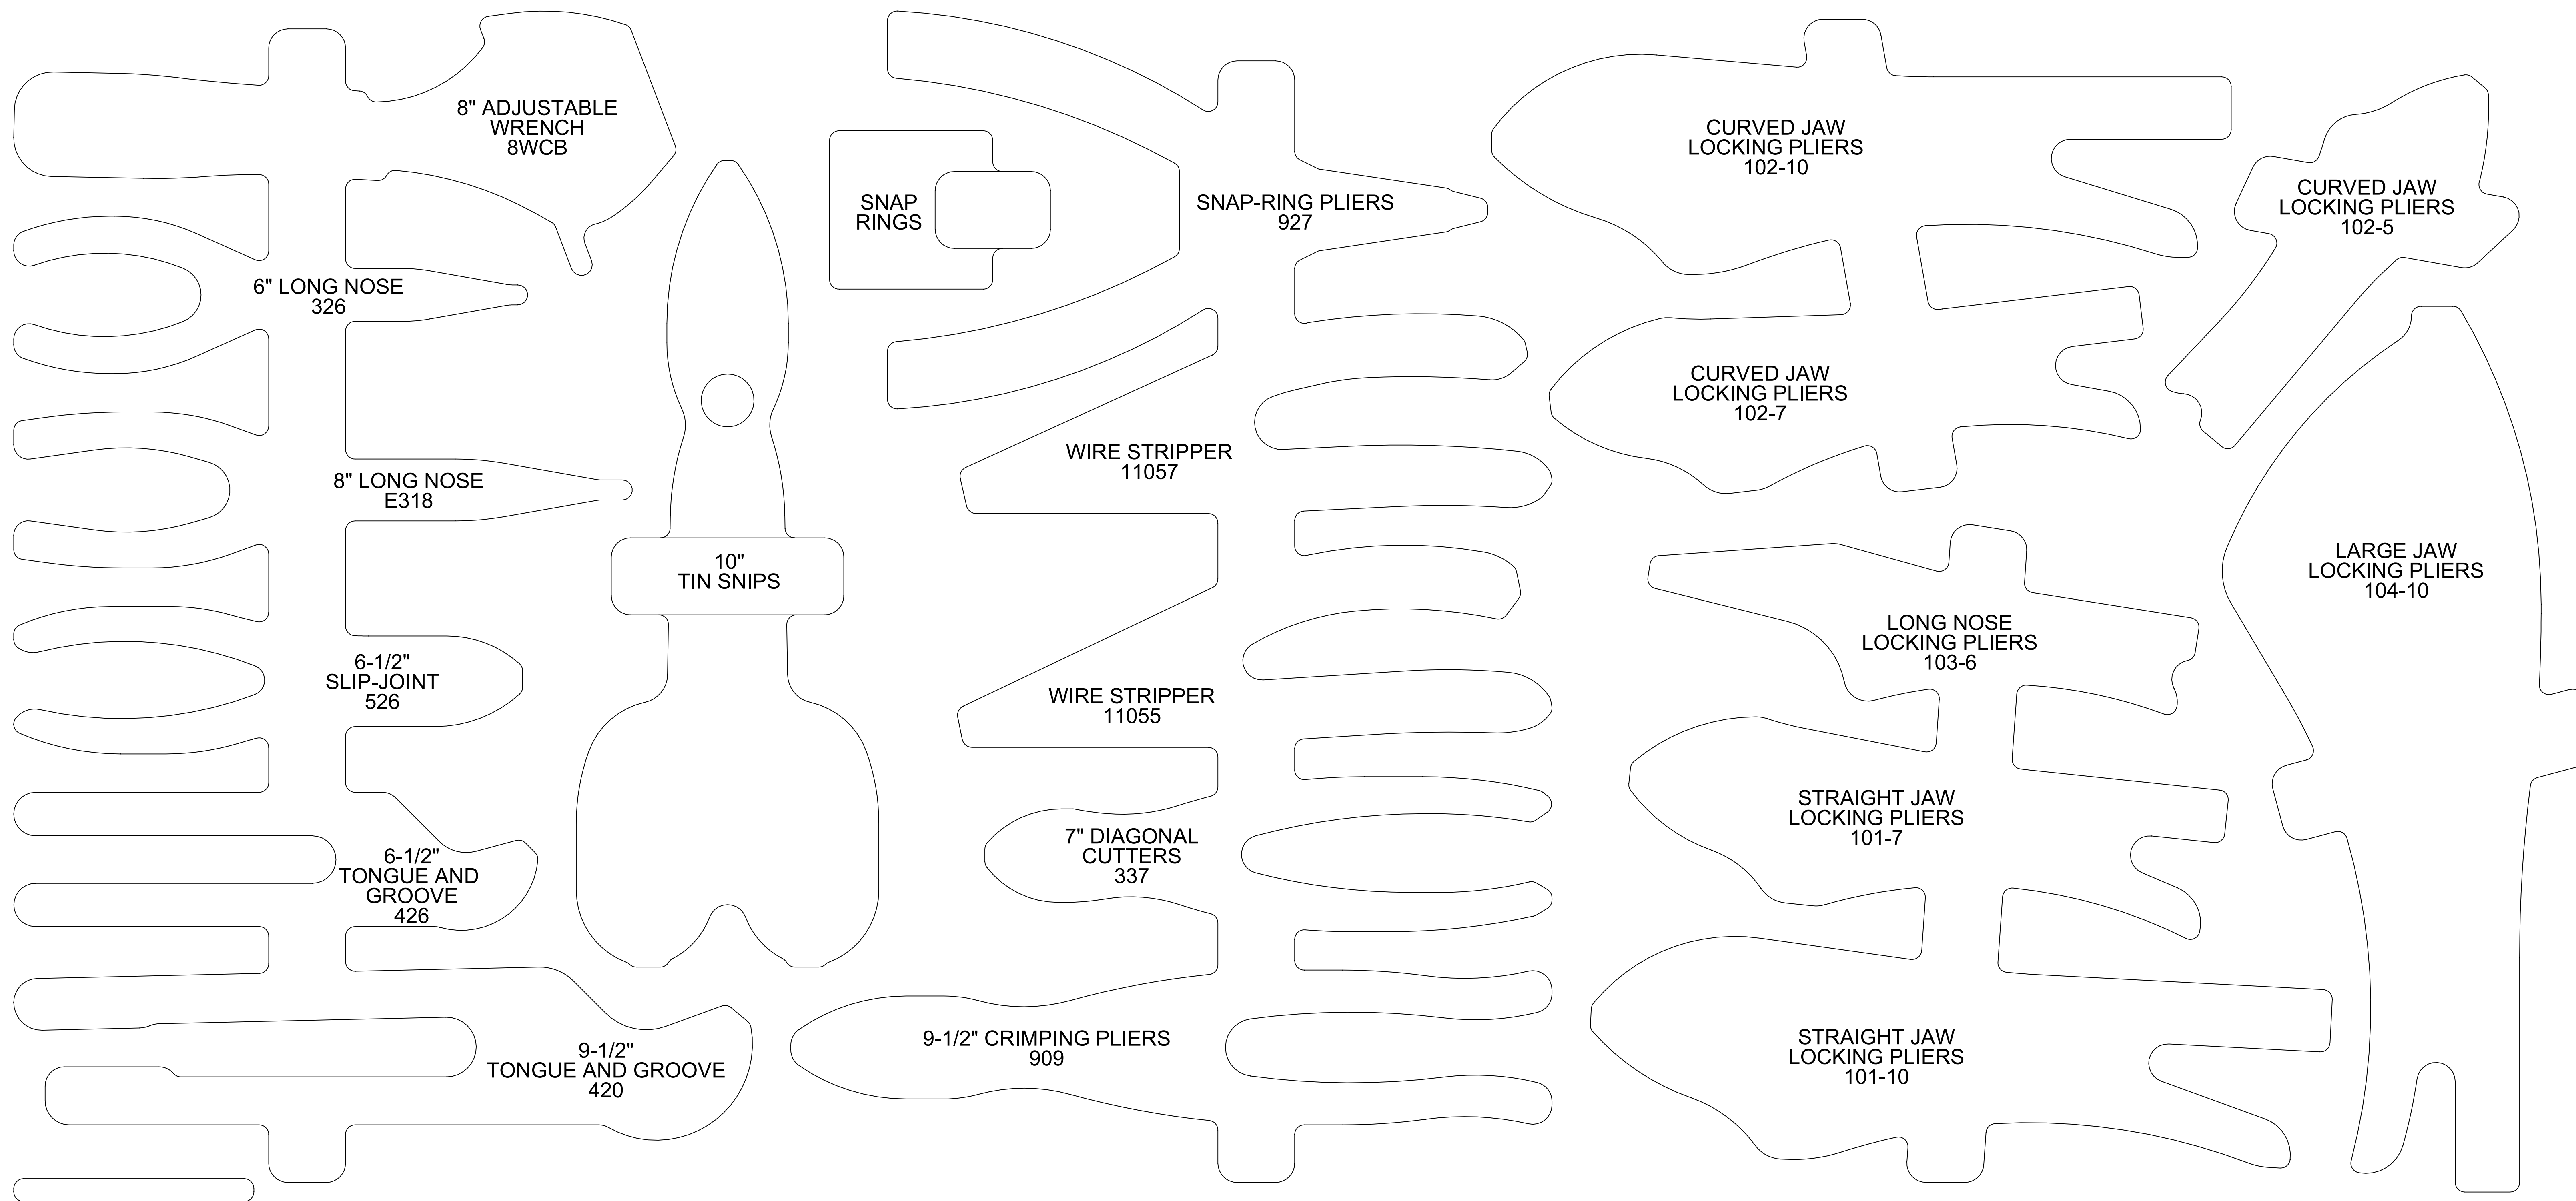 8" ADJUSTABLE
WRENCH
8WCB
6" LONG NOSE
326
8" LONG NOSE
E318
6-1/2"
SLIP-JOINT
526
6-1/2"
TONGUE AND
GROOVE
426
9-1/2"
TONGUE AND GROOVE
420
10"
TIN SNIPS
SNAP
RINGS
SNAP-RING PLIERS
927
WIRE STRIPPER
11057
WIRE STRIPPER
11055
7" DIAGONAL
CUTTERS
337
9-1/2" CRIMPING PLIERS
909
CURVED JAW
LOCKING PLIERS
102-10
CURVED JAW
LOCKING PLIERS
102-7
LONG NOSE
LOCKING PLIERS
103-6
STRAIGHT JAW
LOCKING PLIERS
101-7
STRAIGHT JAW
LOCKING PLIERS
101-10
CURVED JAW
LOCKING PLIERS
102-5
LARGE JAW
LOCKING PLIERS
104-10